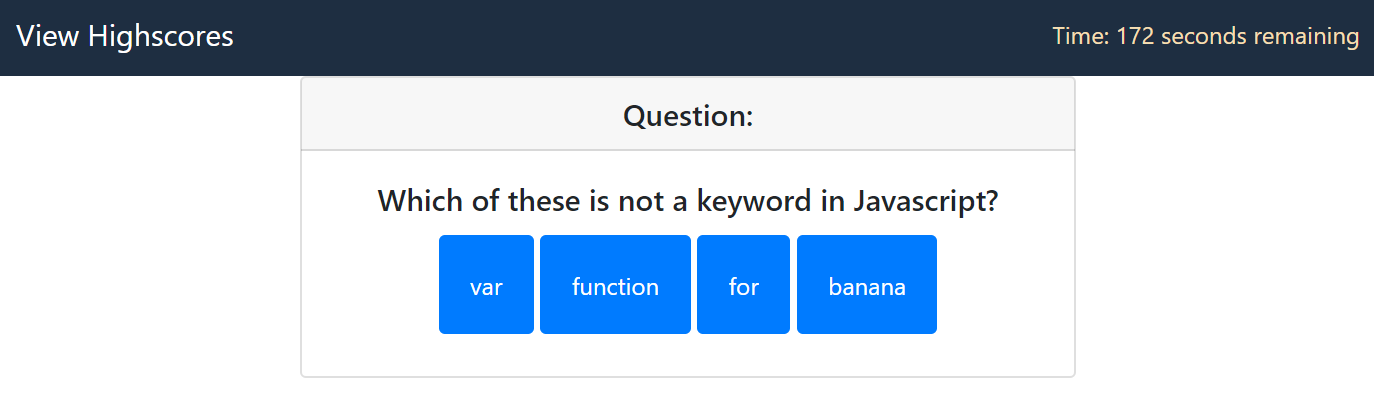 View Highscores
Time: 172 seconds remaining
Question:
Which of these is not a keyword in Javascript?
var
function
for
banana